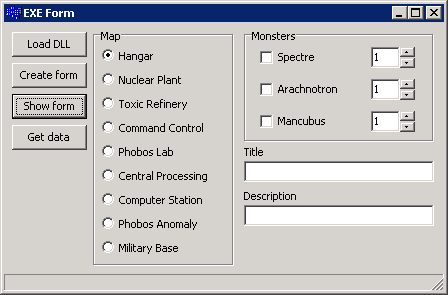 EXE Form
Load DLL
Create form
Show form
Get data
Map
Hangar
Nuclear Plant
Toxic Refinery
Command Control
Phobos Lab
Central Processing
Computer Station
Phobos Anomaly
Military Base
Monsters
Spectre 1
Arachnotron 1
Mancubus 1
Title
Description